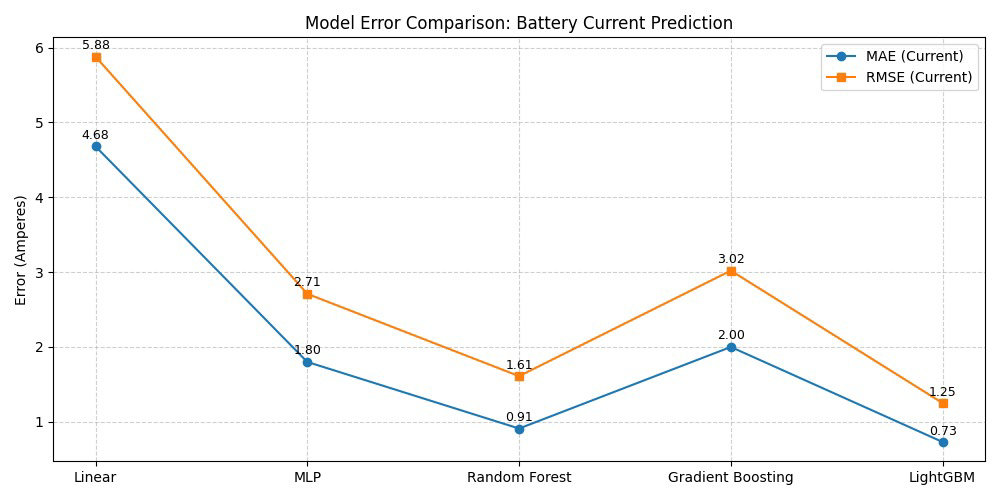 Model Error Comparison: Battery Current Prediction
MAE (Current)
RMSE (Current)
Error (Amperes)
6
5
4
3
2
1
5.88
4.68
2.71
1.80
1.61
0.91
3.02
2.00
1.25
0.73
Linear
MLP
Random Forest
Gradient Boosting
LightGBM